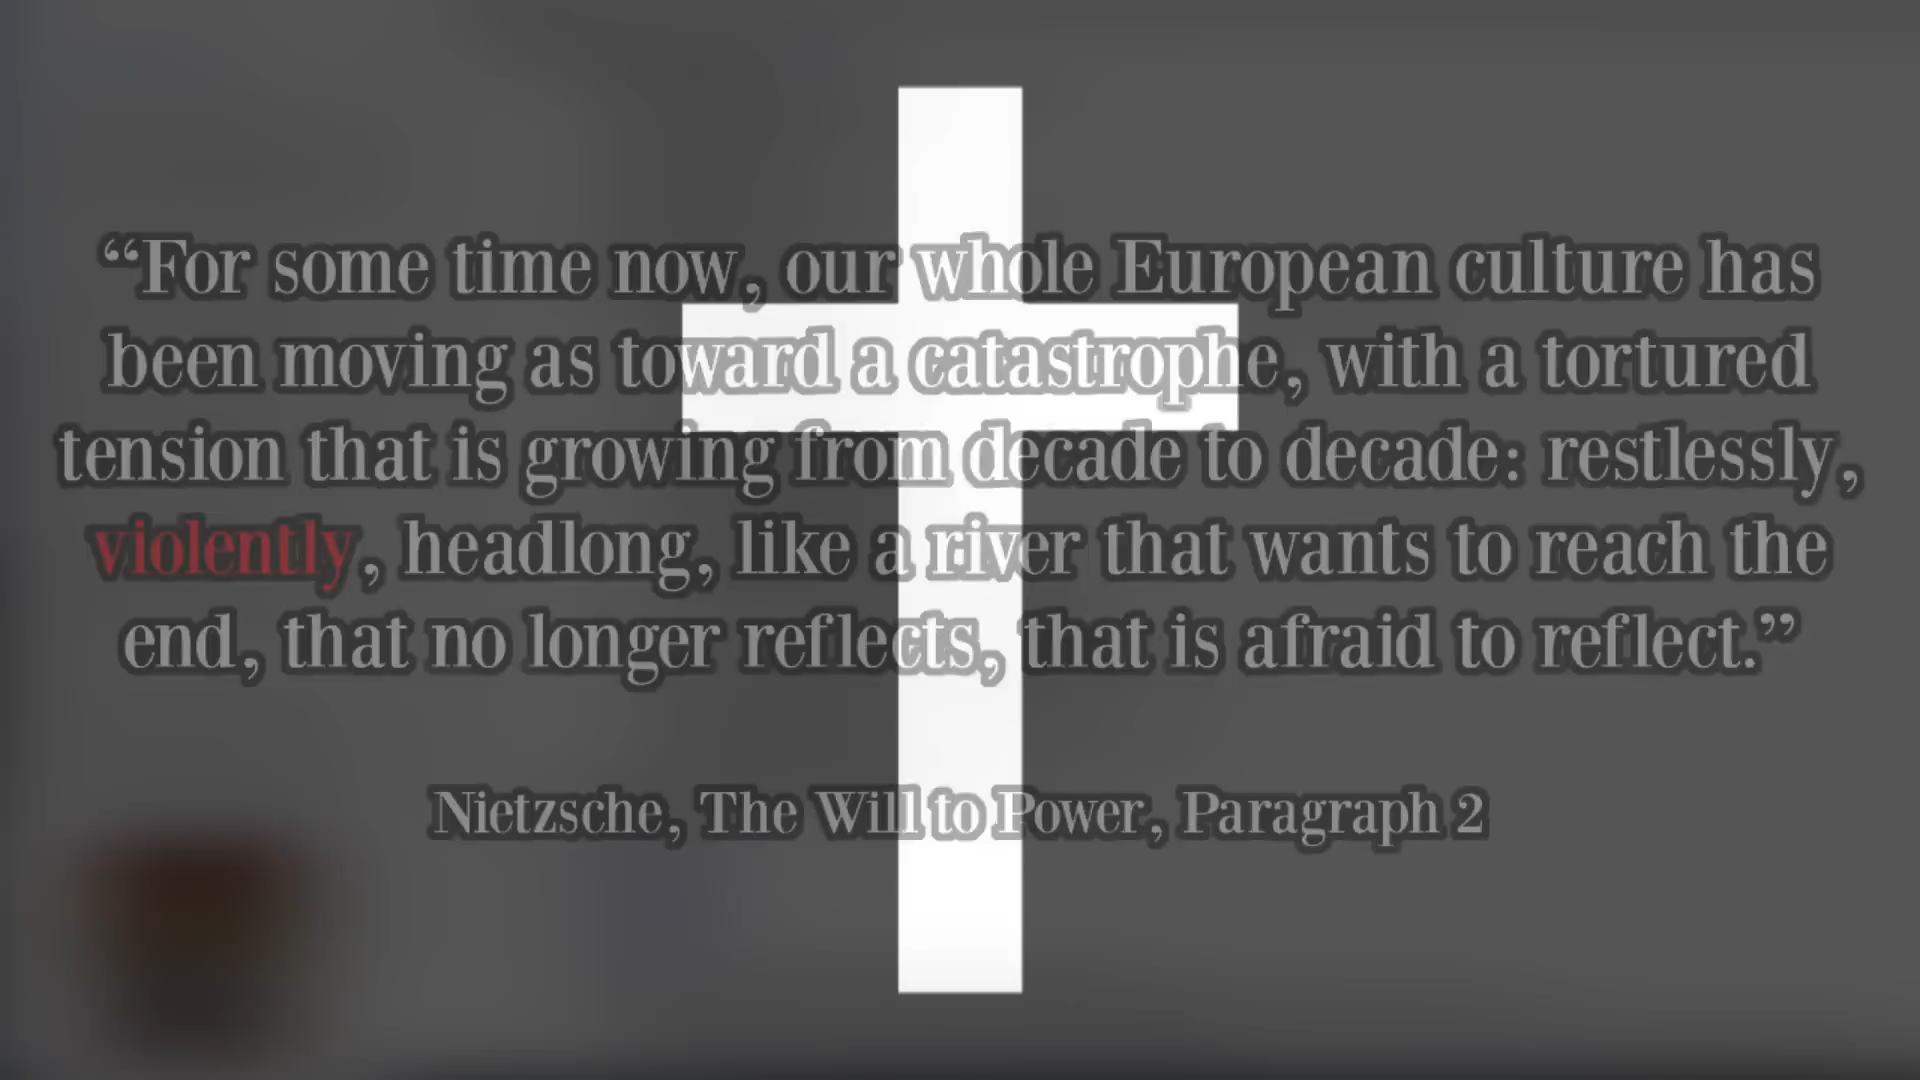 “For some time now, our whole European culture has
been moving as toward a catastrophe, with a tortured
tension that is growing from decade to decade: restlessly,
violently, headlong, like a river that wants to reach the
end, that no longer reflects, that is afraid to reflect.”
Nietzsche, The Will to Power, Paragraph 2